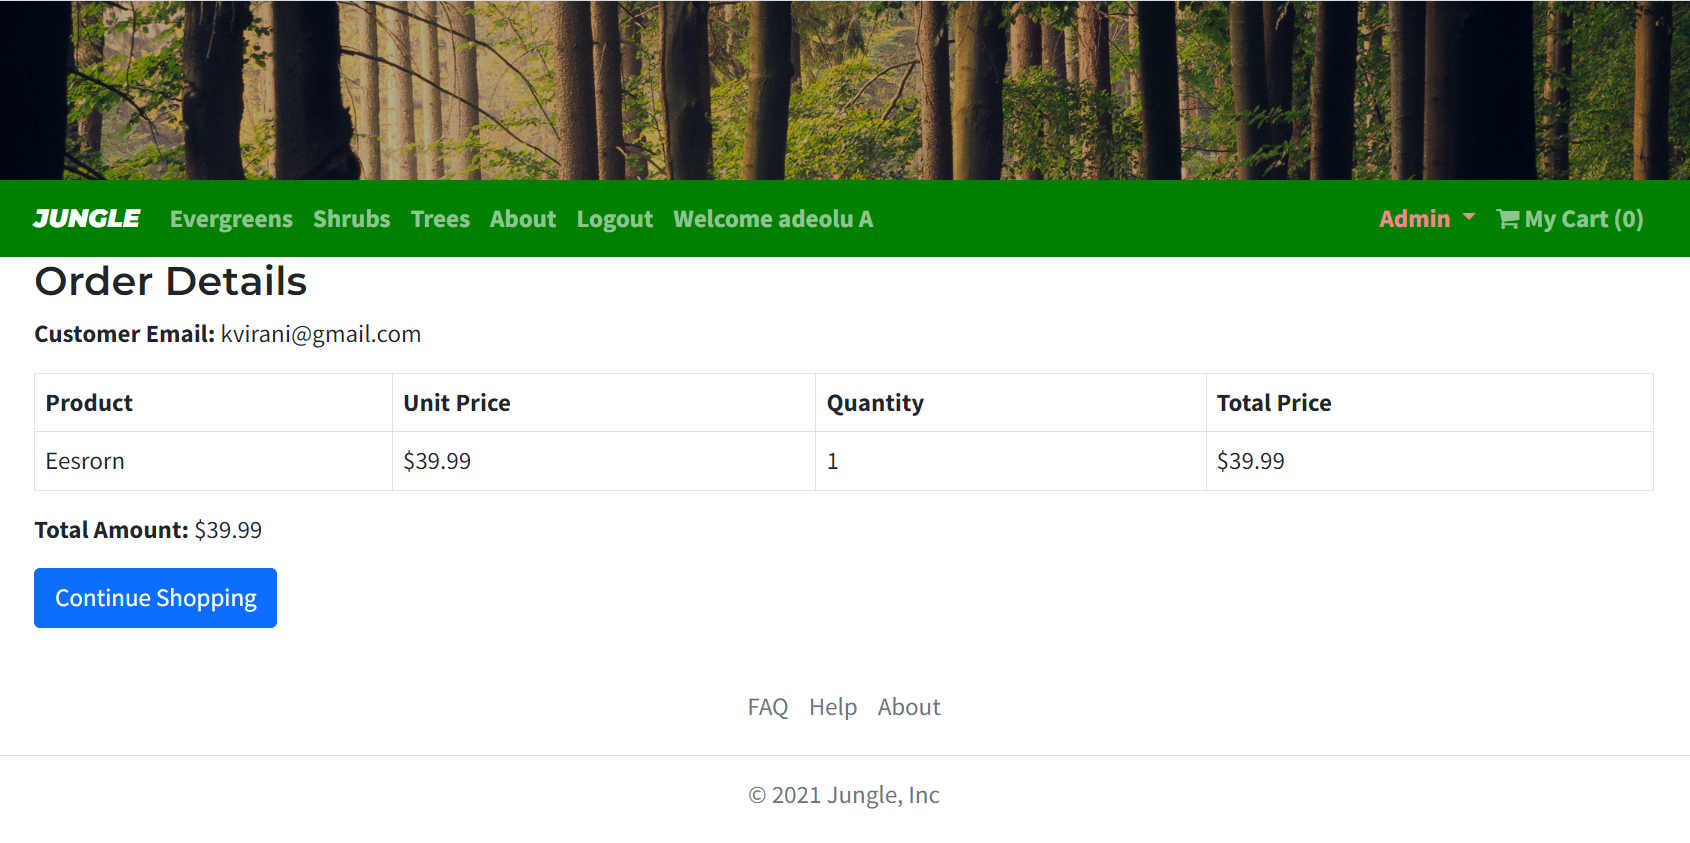 JUNGLE Evergreens Shrubs Trees About Logout Welcome adeolu A Admin My Cart (0)
Order Details
Customer Email: kvirani@gmail.com
Product Unit Price Quantity Total Price
Eesrorn $39.99 1 $39.99
Total Amount: $39.99
Continue Shopping
FAQ Help About
© 2021 Jungle, Inc